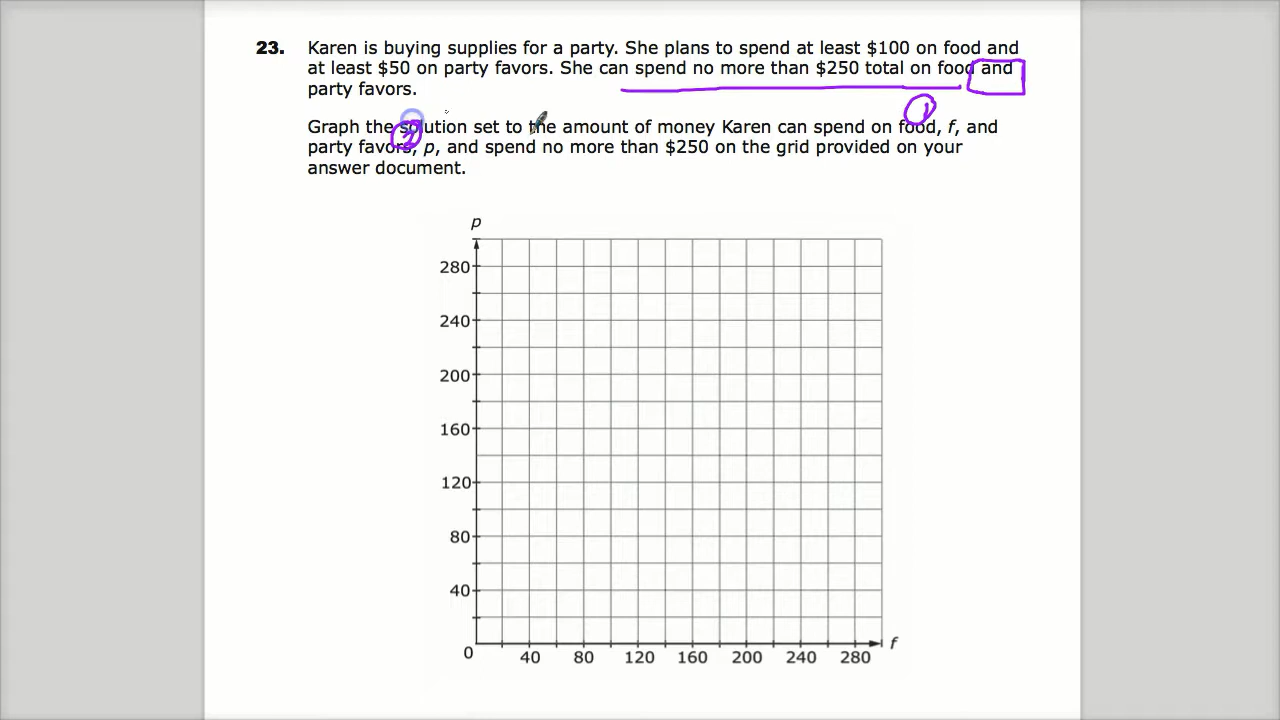 23. Karen is buying supplies for a party. She plans to spend at least $100 on food and
at least $50 on party favors. She can spend no more than $250 total on food and
party favors.
1
Graph the solution set to the amount of money Karen can spend on food, f, and
2
party favors, p, and spend no more than $250 on the grid provided on your
answer document.
p
280
240
200
160
120
80
40
0 40 80 120 160 200 240 280 f